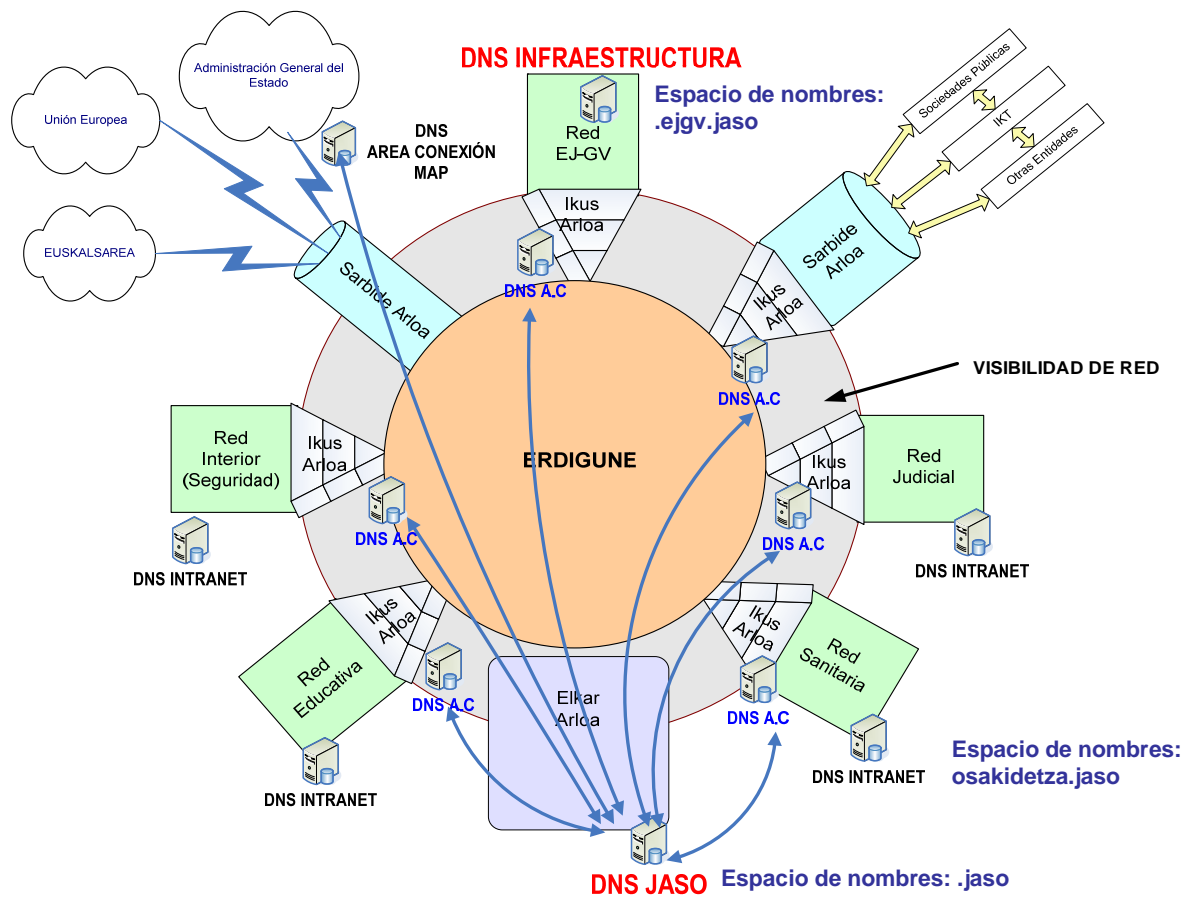 DNS INFRAESTRUCTURA
Administración General del
Estado
Unión Europea
EUSKALSAREA
DNS
AREA CONEXIÓN
MAP
Red
EJ-GV
Espacio de nombres:
.ejgv.jaso
Sociedades Públicas
IKT
Otras Entidades
Ikus
Arloa
DNS A.C
Sarbide Arloa
Sarbide
Arloa
Ikus
Arloa
DNS A.C
VISIBILIDAD DE RED
Red
Interior
(Seguridad)
Ikus
Arloa
DNS A.C
DNS INTRANET
ERDIGUNE
Ikus
Arloa
Red
Judicial
DNS A.C
DNS INTRANET
Ikus
Arloa
Red
Educativa
DNS A.C
DNS INTRANET
Elkar
Arloa
Ikus
Arloa
Red
Sanitaria
DNS A.C
DNS INTRANET
Espacio de nombres:
osakidetza.jaso
DNS JASO
Espacio de nombres: .jaso